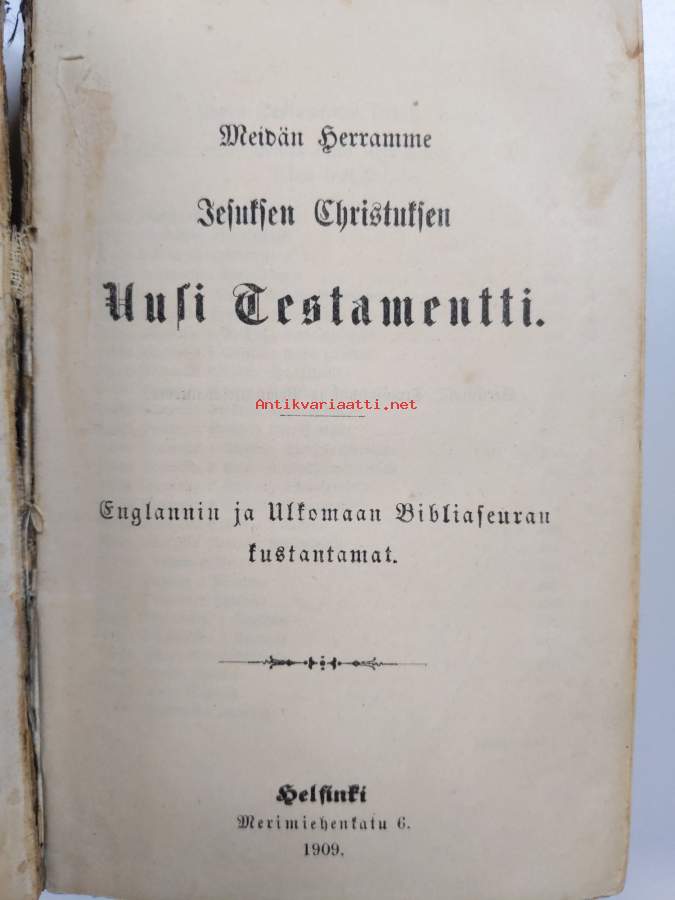 Meidän Herramme
Jesuksen Christuksen
Uusi Testamentti.
Antikvariaatti.net
Englannin ja Ulkomaan Bibliaseuran
kustantamat.
Helsinki
Merimiehenkatu 6.
1909.